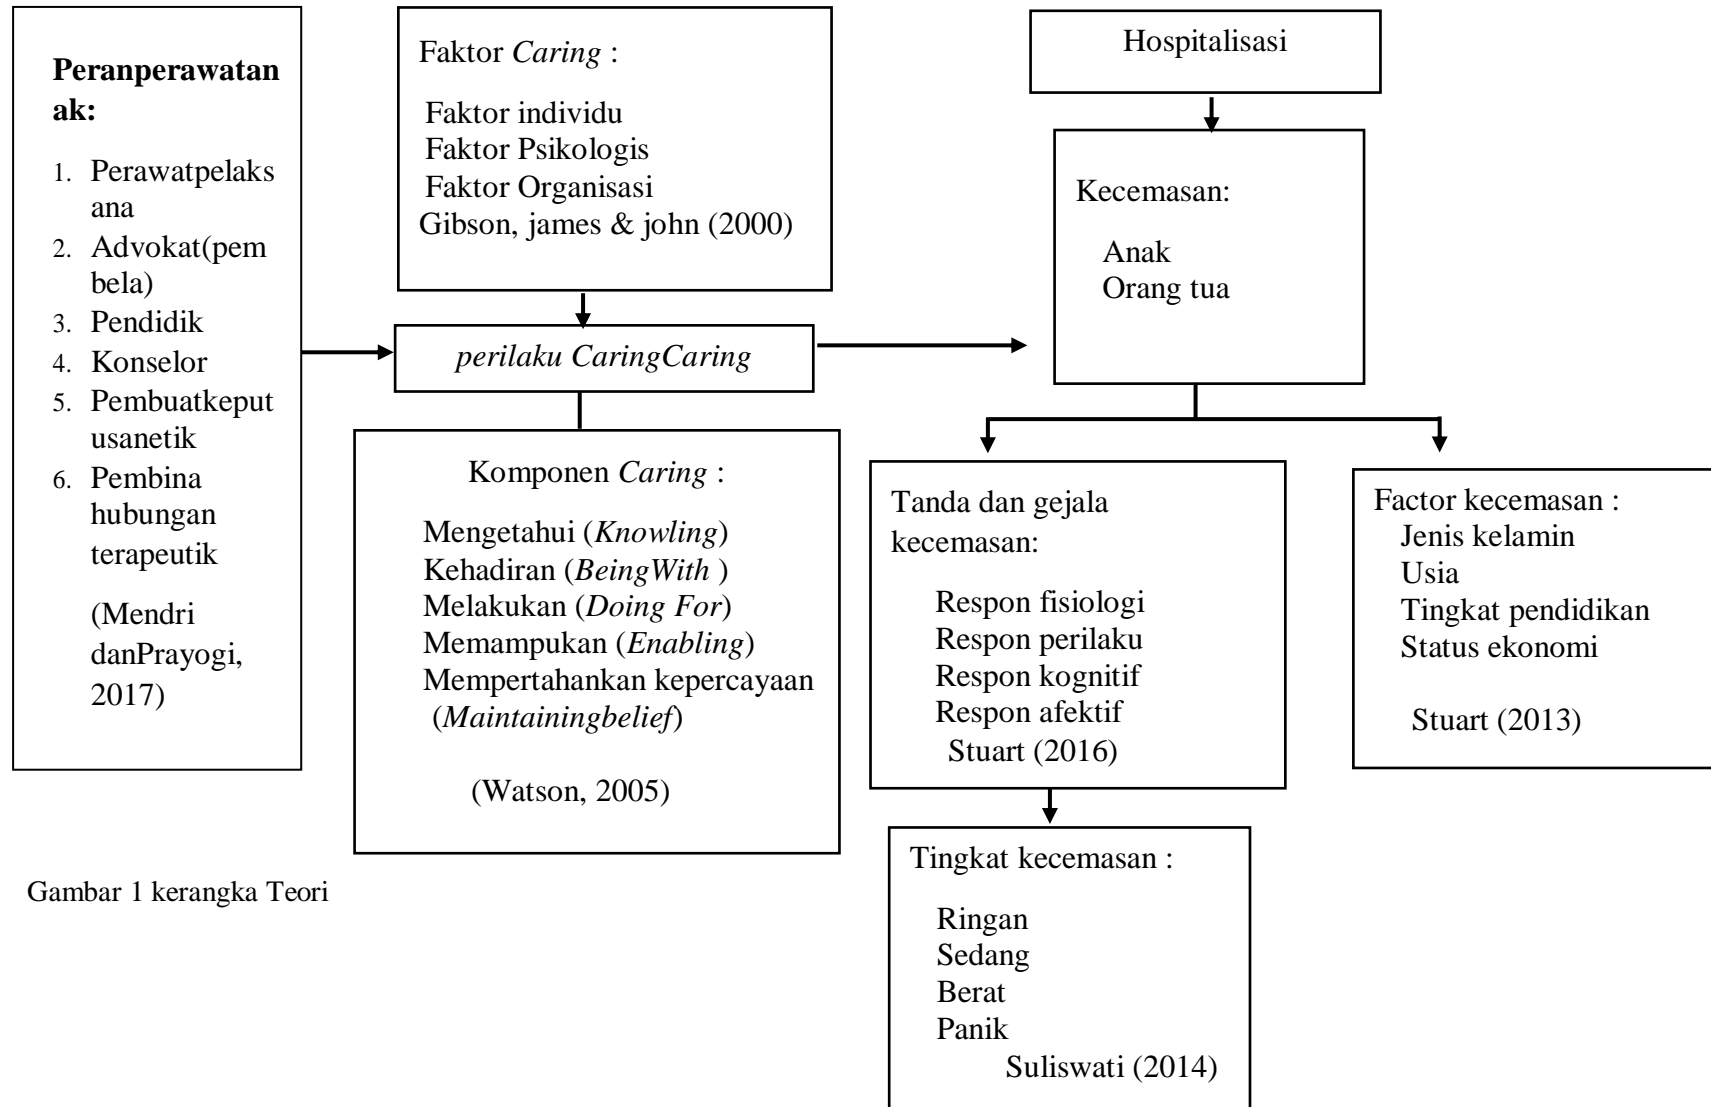 Peranperawatan
ak:
1. Perawatpelaks
ana
2. Advokat(pem
bela)
3. Pendidik
4. Konselor
5. Pembuatkeput
usanetik
6. Pembina
hubungan
terapeutik
(Mendri
danPrayogi,
2017)
Faktor Caring :
Faktor individu
Faktor Psikologis
Faktor Organisasi
Gibson, james & john (2000)
perilaku CaringCaring
Komponen Caring :
Mengetahui (Knowling)
Kehadiran (BeingWith )
Melakukan (Doing For)
Memampukan (Enabling)
Mempertahankan kepercayaan
(Maintainingbelief)
(Watson, 2005)
Hospitalisasi
Kecemasan:
Anak
Orang tua
Tanda dan gejala
kecemasan:
Respon fisiologi
Respon perilaku
Respon kognitif
Respon afektif
Stuart (2016)
Factor kecemasan :
Jenis kelamin
Usia
Tingkat pendidikan
Status ekonomi
Stuart (2013)
Tingkat kecemasan :
Ringan
Sedang
Berat
Panik
Suliswati (2014)
Gambar 1 kerangka Teori